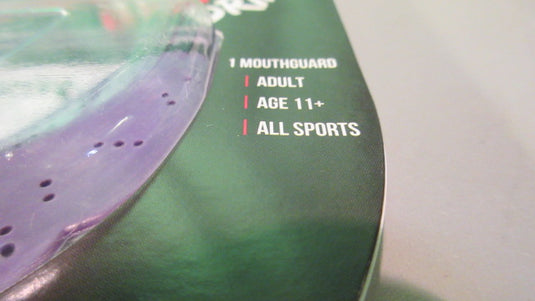 1 MOUTHGUARD
| ADULT
| AGE 11+
| ALL SPORTS